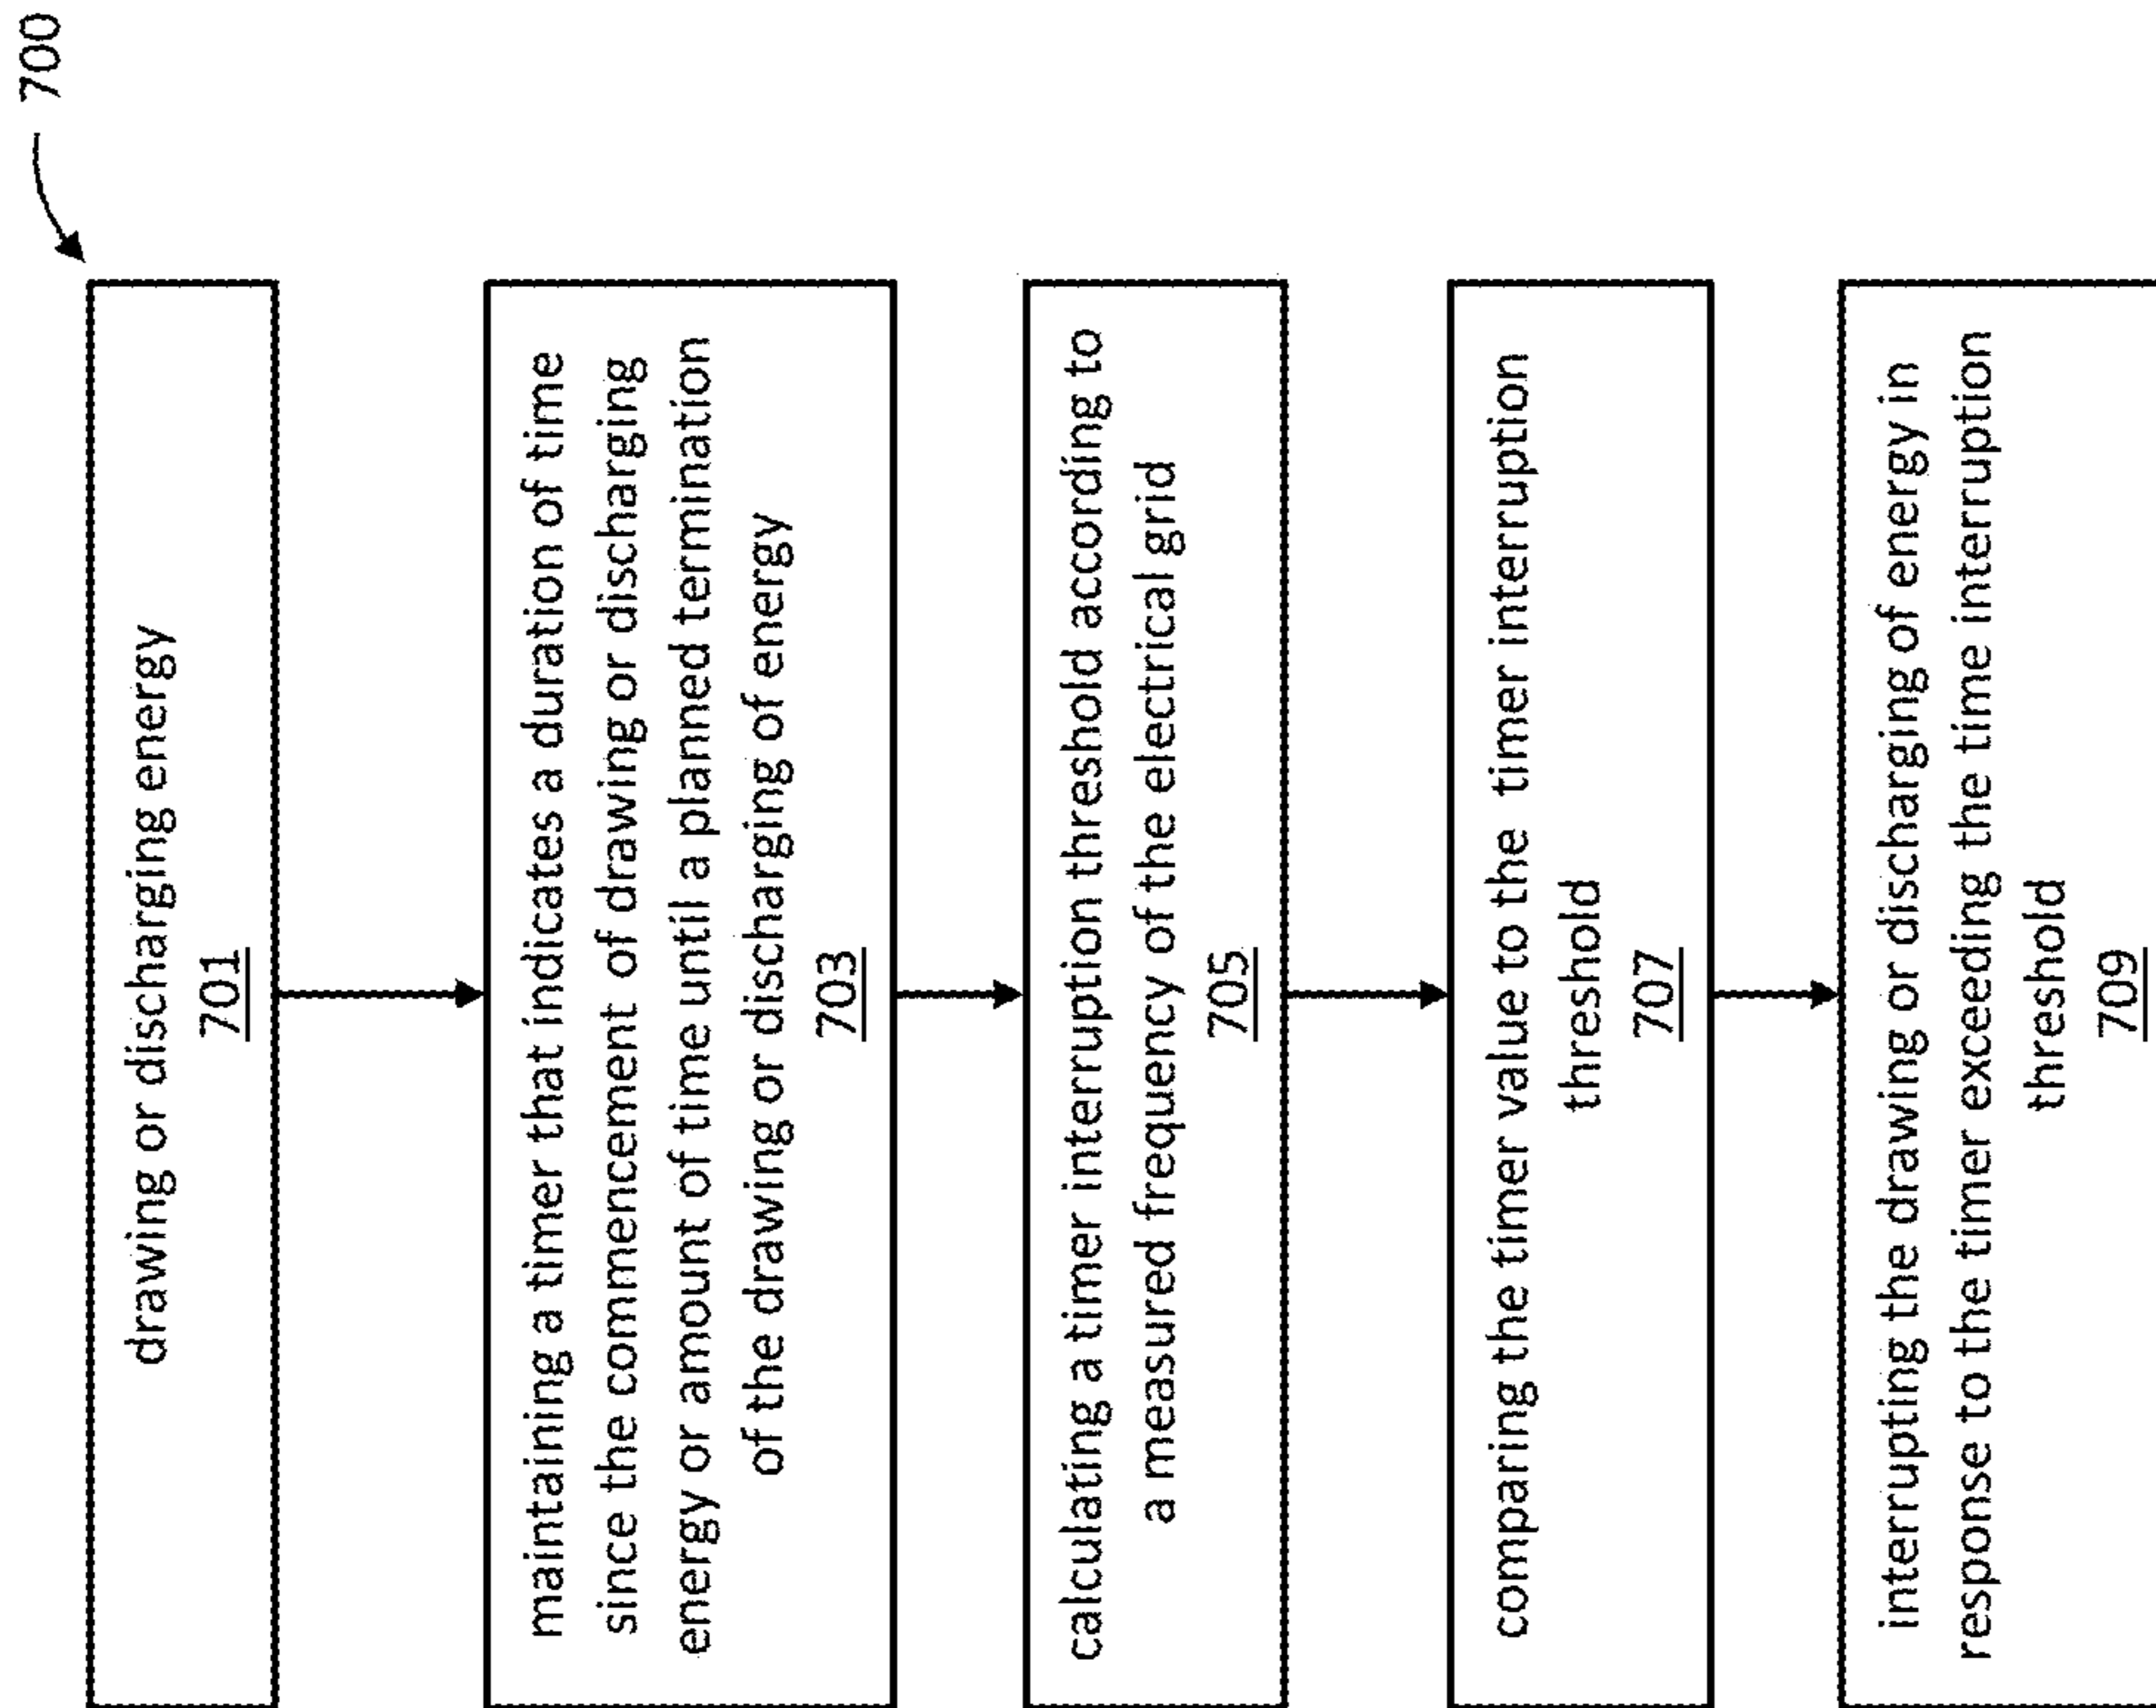 700
drawing or discharging energy
701
maintaining a timer that indicates a duration of time
since the commencement of drawing or discharging
energy or amount of time until a planned termination
of the drawing or discharging of energy
703
calculating a timer interruption threshold according to
a measured frequency of the electrical grid
705
comparing the timer value to the timer interruption
threshold
707
interrupting the drawing or discharging of energy in
response to the timer exceeding the time interruption
threshold
709